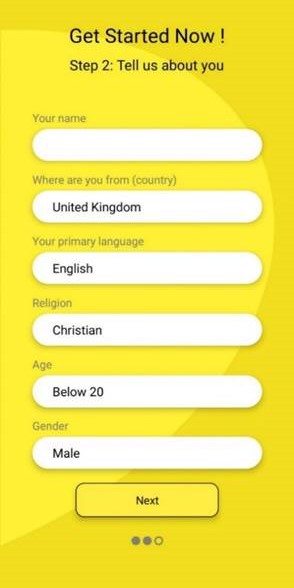 Get Started Now !
Step 2: Tell us about you
Your name
Where are you from (country)
United Kingdom
Your primary language
English
Religion
Christian
Age
Below 20
Gender
Male
Next